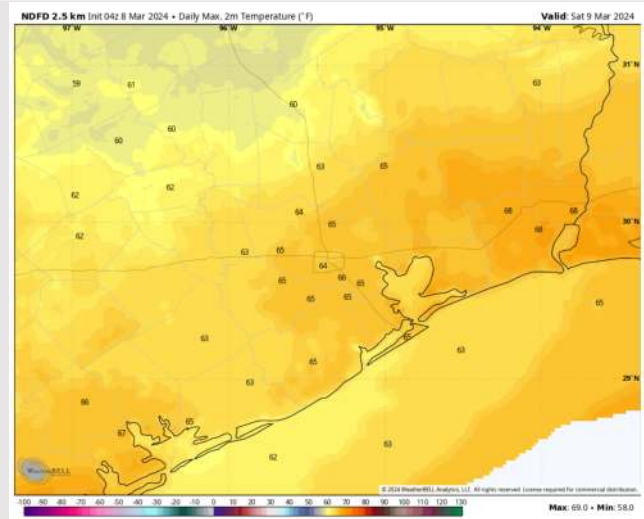 NDFD 2.5 km Init 04z 8 Mar 2024 • Daily Max. 2m Temperature (°F) Valid: Sat 9 Mar 2024
97°W 96°W 95°W 94°W
31°N
59 61 63
60
60
60
63 65
62 62
64 68 68
65 30°N
62 68
63 65
64
65 66 65
65 65
65
63 63
65
29°N
63
66 65
67
63
62
WeatherBELL
© 2024 WeatherBELL Analytics, LLC. All rights reserved. License required for commercial distribution.
-100 -90 -80 -70 -60 -50 -40 -30 -20 -10 0 10 20 30 40 50 60 70 80 90 100 110 120 130
Max: 69.0 • Min: 58.0